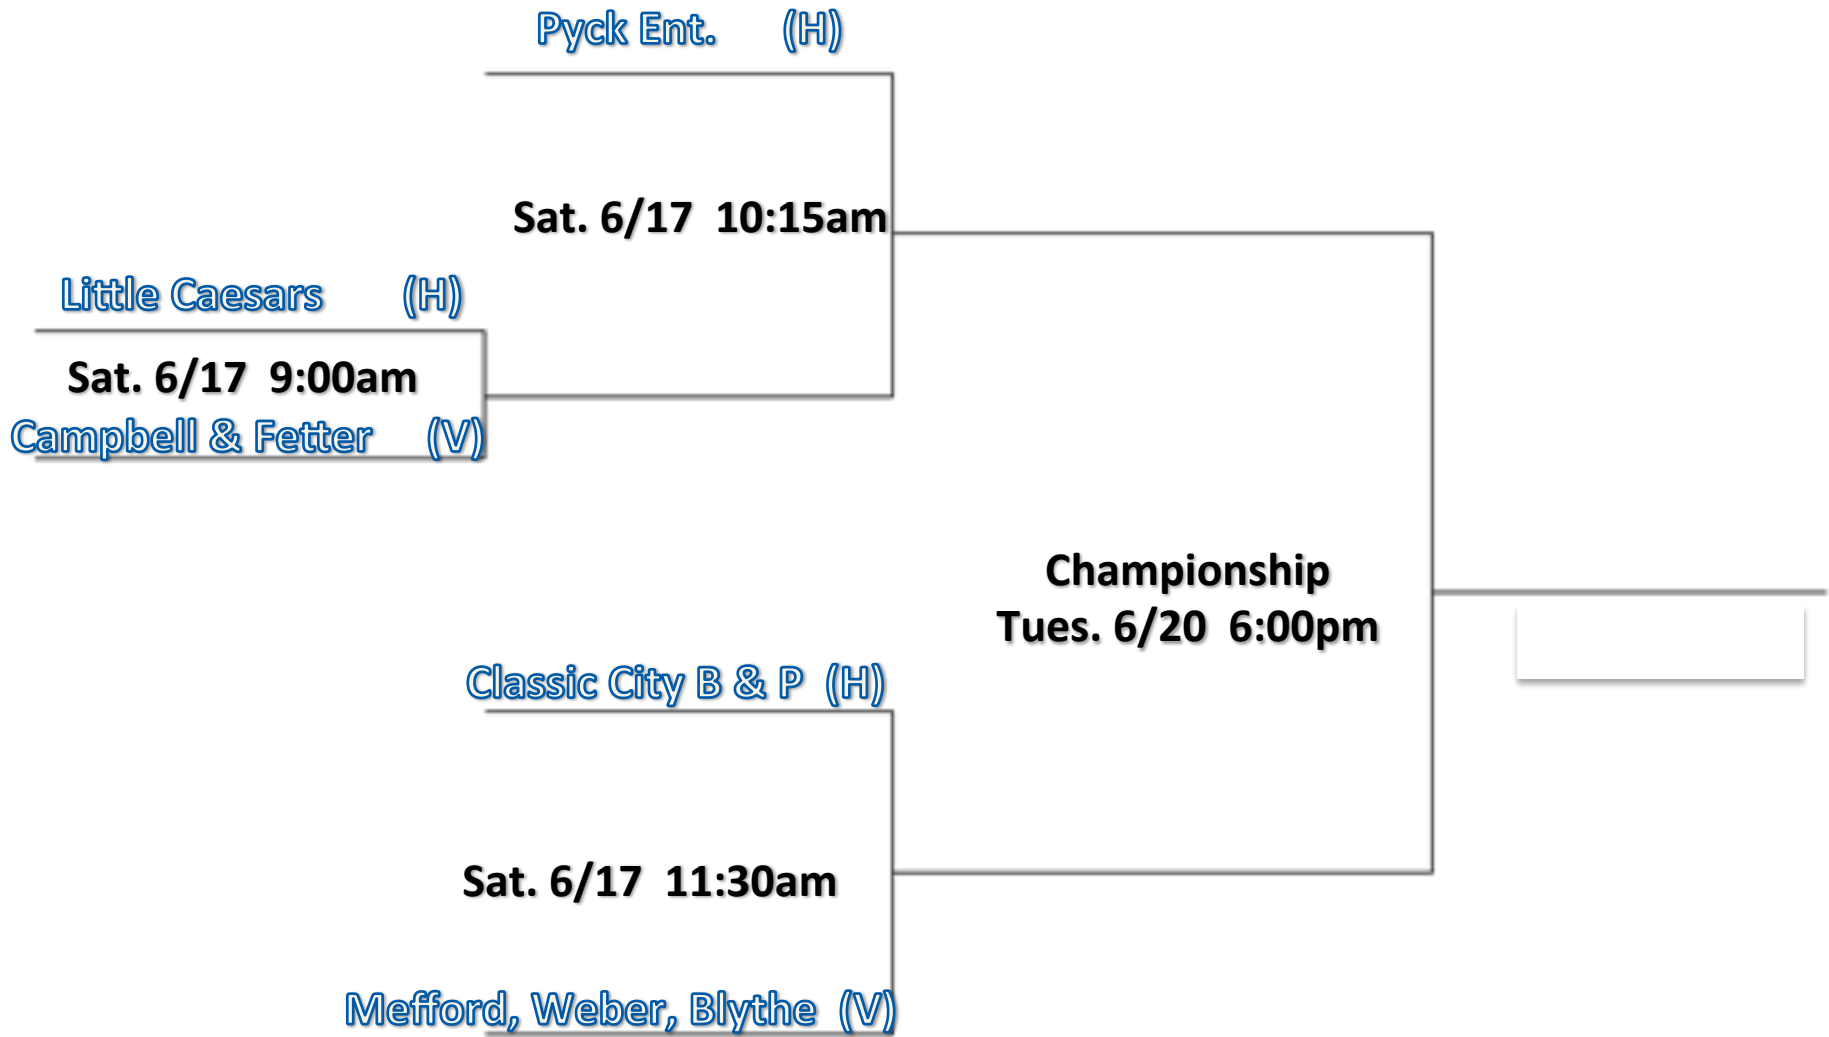 Pyck Ent. (H)
Sat. 6/17 10:15am
Little Caesars (H)
Sat. 6/17 9:00am
Campbell & Fetter (V)
Championship
Tues. 6/20 6:00pm
Classic City B & P (H)
Sat. 6/17 11:30am
Mefford, Weber, Blythe (V)